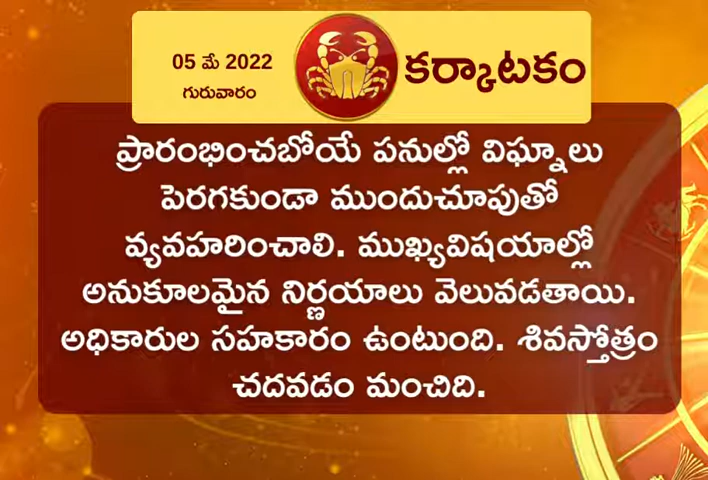 05 మే 2022
గురువారం
కర్కాటకం
ప్రారంభించబోయే పనుల్లో విఘ్నాలు
పెరగకుండా ముందుచూపుతో
వ్యవహరించాలి. ముఖ్యవిషయాల్లో
అనుకూలమైన నిర్ణయాలు వెలువడతాయి.
అధికారుల సహకారం ఉంటుంది. శివస్తోత్రం
చదవడం మంచిది.